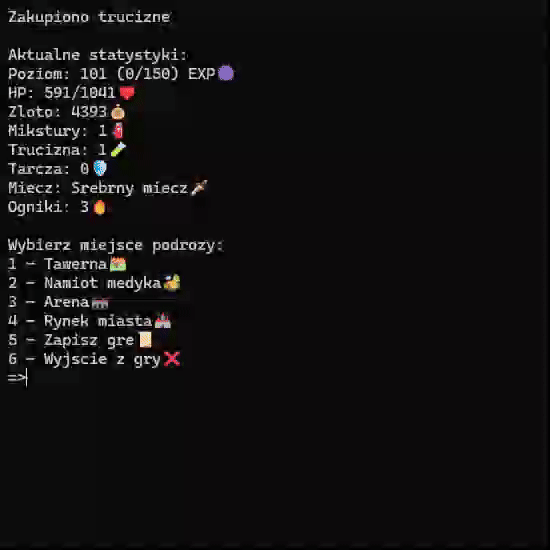 Zakupiono trucizne
Aktualne statystyki:
Poziom: 101 (0/150) EXP
HP: 591/1041
Zloto: 4393
Mikstury: 1
Trucizna: 1
Tarcza: 0
Miecz: Srebrny miecz
Ogniki: 3
Wybierz miejsce podrozy:
1 - Tawerna
2 - Namiot medyka
3 - Arena
4 - Rynek miasta
5 - Zapisz gre
6 - Wyjscie z gry
=>